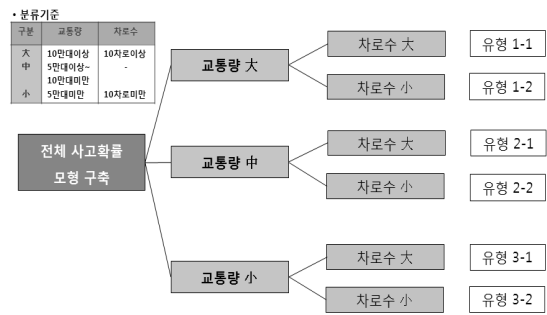 • 분류기준
구분 교통량 차로수
大 10만대이상 10차로이상
中 5만대이상~ -
10만대미만
小 5만대미만 10차로미만
전체 사고확률
모형 구축
교통량 大
차로수 大 유형 1-1
차로수 小 유형 1-2
교통량 中
차로수 大 유형 2-1
차로수 小 유형 2-2
교통량 小
차로수 大 유형 3-1
차로수 小 유형 3-2